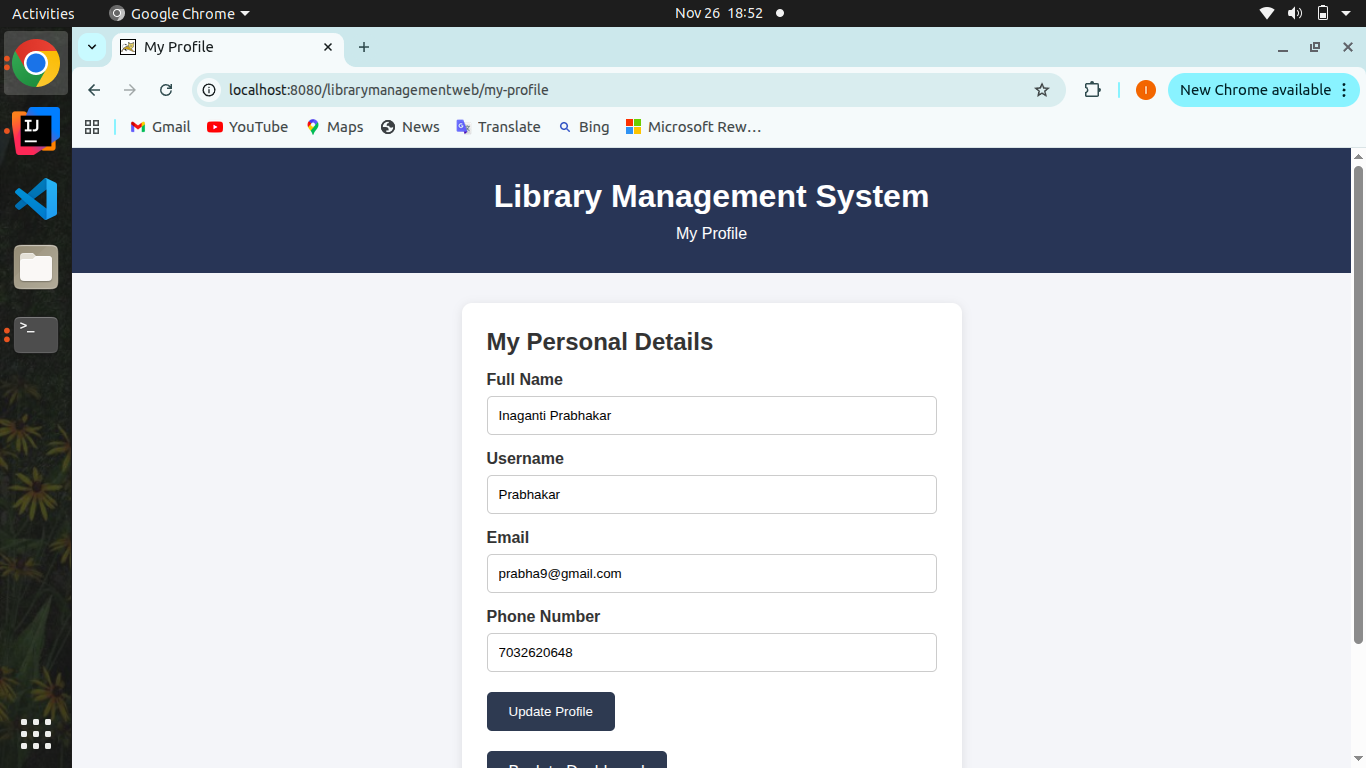 Activities Google Chrome Nov 26 18:52
My Profile
localhost:8080/librarymanagementweb/my-profile I New Chrome available
Gmail YouTube Maps News Translate Bing Microsoft Rew…
IJ
>_
Library Management System
My Profile
My Personal Details
Full Name
Inaganti Prabhakar
Username
Prabhakar
Email
prabha9@gmail.com
Phone Number
7032620648
Update Profile